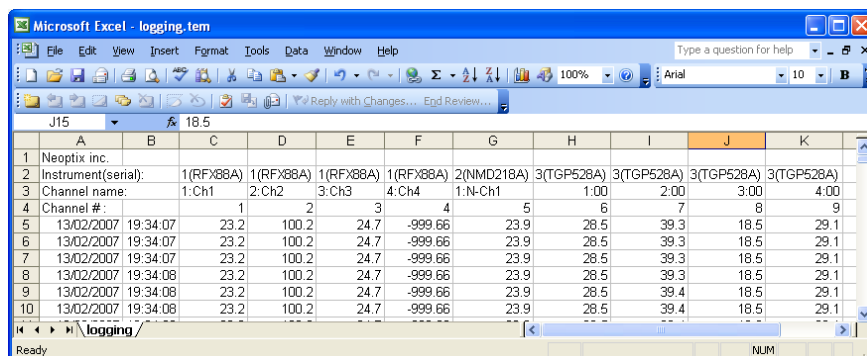 Microsoft Excel - logging.tem
File Edit View Insert Format Tools Data Window Help Type a question for help
100% Arial 10 B
Reply with Changes... End Review...
J15 fx 18.5
A B C D E F G H I J K
1 Neoptix inc.
2 Instrument(serial): 1(RFX88A) 1(RFX88A) 1(RFX88A) 1(RFX88A) 2(NMD218A) 3(TGP528A) 3(TGP528A) 3(TGP528A) 3(TGP528A)
3 Channel name: 1:Ch1 2:Ch2 3:Ch3 4:Ch4 1:N-Ch1 1:00 2:00 3:00 4:00
4 Channel #: 1 2 3 4 5 6 7 8 9
5 13/02/2007 19:34:07 23.2 100.2 24.7 -999.66 23.9 28.5 39.3 18.5 29.1
6 13/02/2007 19:34:07 23.2 100.2 24.7 -999.66 23.9 28.5 39.3 18.5 29.1
7 13/02/2007 19:34:07 23.2 100.2 24.7 -999.66 23.9 28.5 39.3 18.5 29.1
8 13/02/2007 19:34:08 23.2 100.2 24.7 -999.66 23.9 28.5 39.3 18.5 29.1
9 13/02/2007 19:34:08 23.2 100.2 24.7 -999.66 23.9 28.5 39.4 18.5 29.1
10 13/02/2007 19:34:08 23.2 100.2 24.7 -999.66 23.9 28.5 39.4 18.5 29.1
logging
Ready NUM